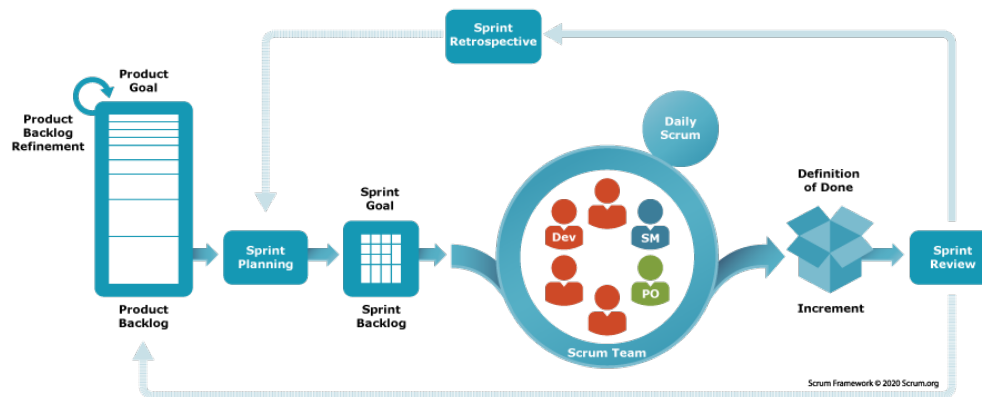 Sprint
Retrospective
Product
Goal
Product
Backlog
Refinement
Daily
Scrum
Definition
of Done
Sprint
Goal
Dev
SM
Sprint
Planning
Sprint
Review
PO
Product
Backlog
Sprint
Backlog
Increment
Scrum Team
Scrum Framework © 2020 Scrum.org